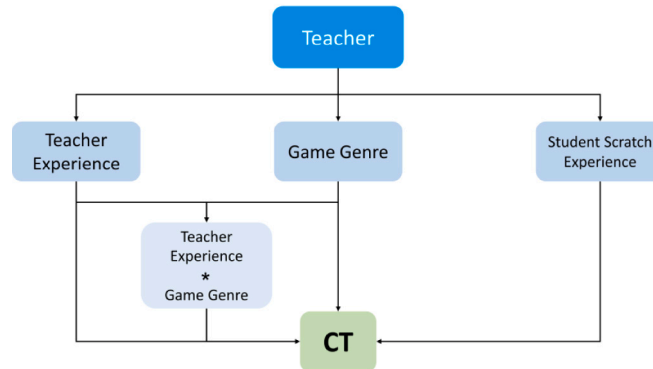 Teacher
Teacher
Experience
Game Genre
Student Scratch
Experience
Teacher
Experience
*
Game Genre
CT